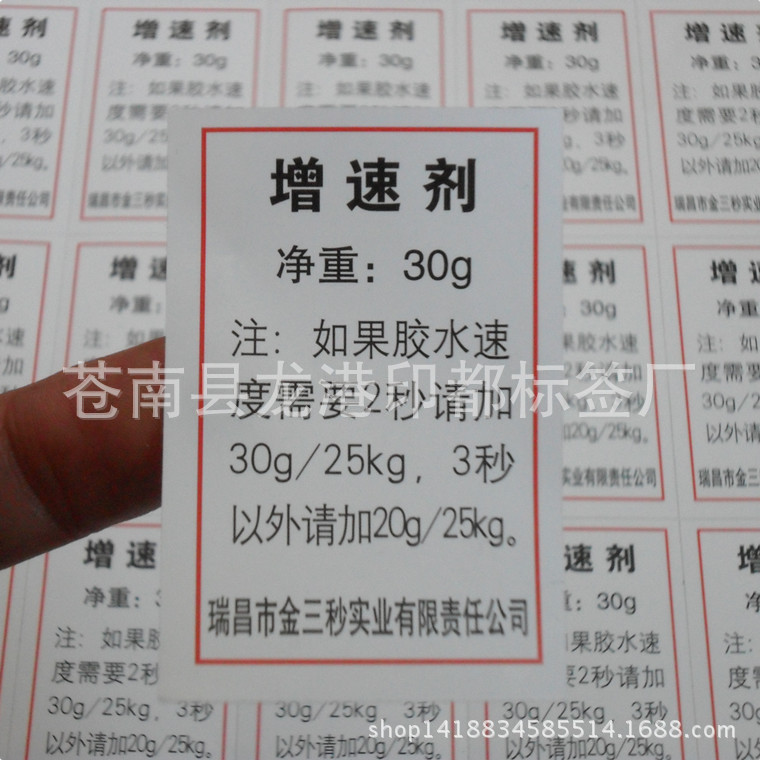 增速剂
净重：30g
注：如果胶水速
度需要2秒请加
30g/25kg，3秒
以外请加20g/25kg。
瑞昌市金三秒实业有限责任公司
苍南县龙港印都标签厂
shop1418834585514.1688.com